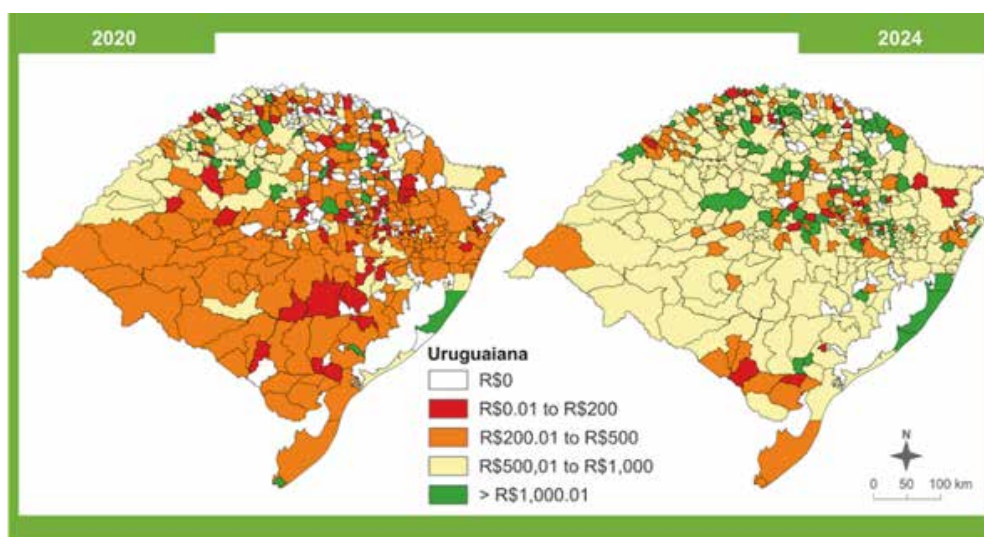 2020
2024
Uruguaiana
R$0
R$0.01 to R$200
R$200.01 to R$500
R$500,01 to R$1,000
> R$1,000.01
N
0 50 100 km